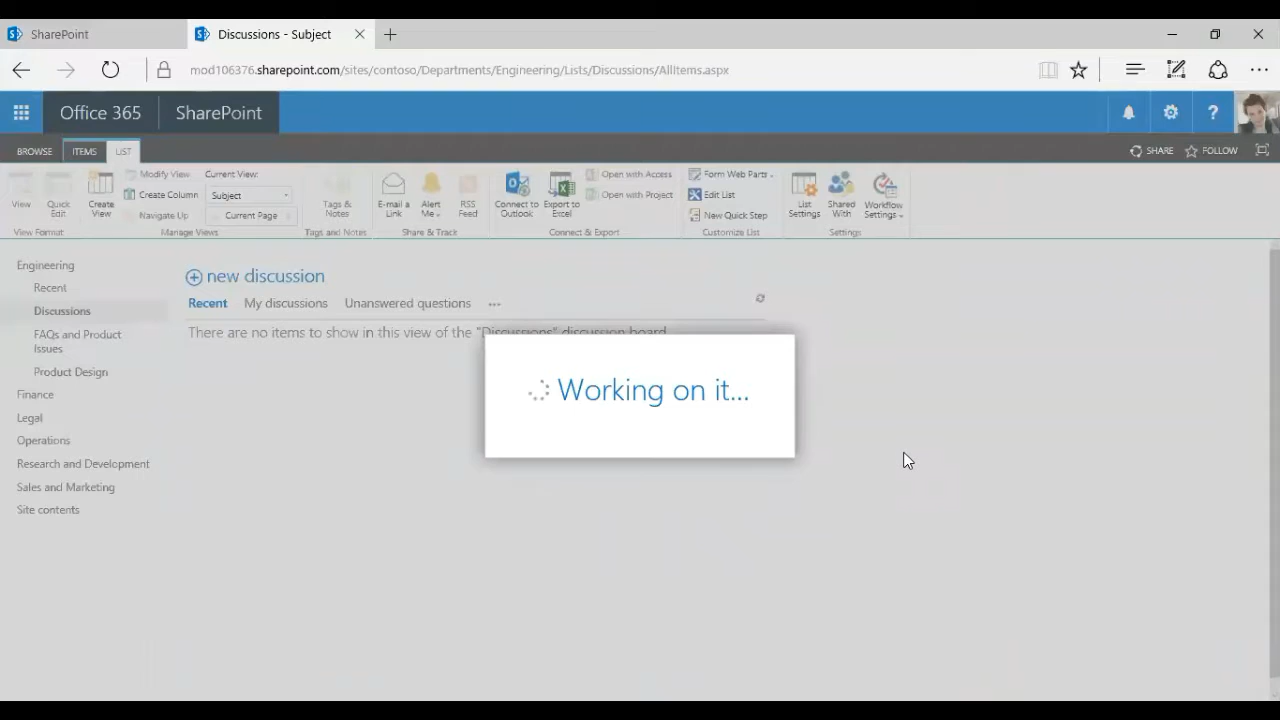 SharePoint
Discussions - Subject
mod106376.sharepoint.com/sites/contoso/Departments/Engineering/Lists/Discussions/AllItems.aspx
Office 365 SharePoint ?
BROWSE ITEMS LIST SHARE FOLLOW
View
Quick Edit
Create View
Modify View
Create Column
Navigate Up
Current View:
Subject
Current Page
Tags & Notes
E-mail a Link
Alert Me
RSS Feed
Connect to Outlook
Export to Excel
Open with Access
Open with Project
Form Web Parts
Edit List
New Quick Step
List Settings
Shared With
Workflow Settings
View Format Manage Views Tags and Notes Share & Track Connect & Export Customize List Settings
Engineering
Recent
Discussions
FAQs and Product
Issues
Product Design
Finance
Legal
Operations
Research and Development
Sales and Marketing
Site contents
new discussion
Recent My discussions Unanswered questions ...
There are no items to show in this view of the "Discussions" discussion board.
Working on it...